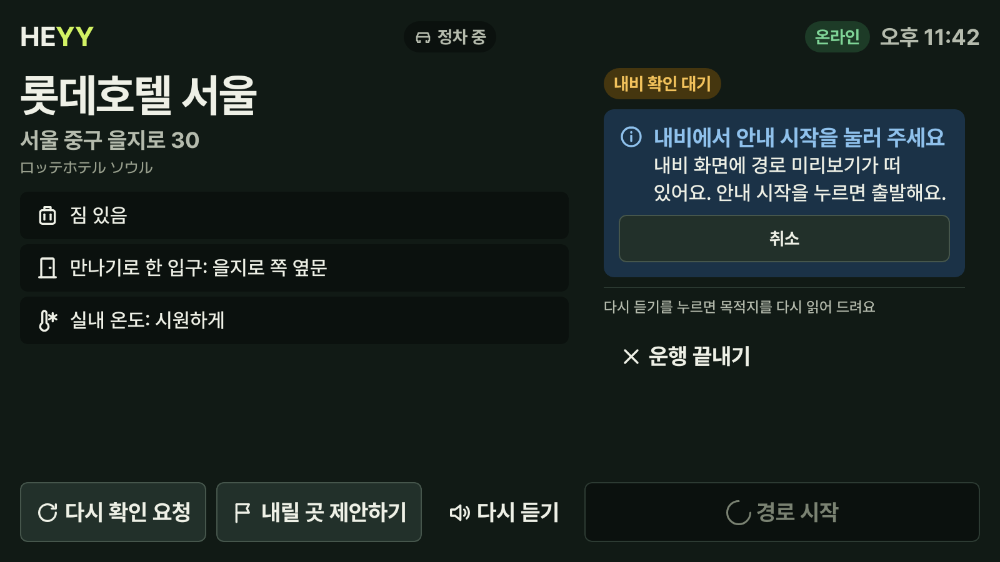 HEYY
정차 중
온라인
오후 11:42
롯데호텔 서울
서울 중구 을지로 30
ロッテホテル ソウル
짐 있음
만나기로 한 입구: 을지로 쪽 옆문
실내 온도: 시원하게
내비 확인 대기
내비에서 안내 시작을 눌러 주세요
내비 화면에 경로 미리보기가 떠
있어요. 안내 시작을 누르면 출발해요.
취소
다시 듣기를 누르면 목적지를 다시 읽어 드려요
운행 끝내기
다시 확인 요청
내릴 곳 제안하기
다시 듣기
경로 시작